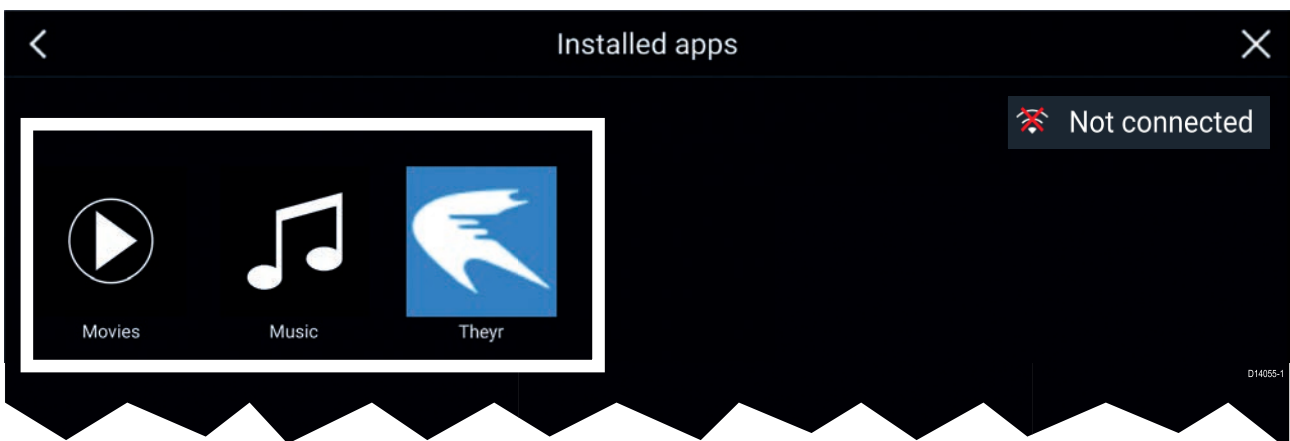 Installed apps
Not connected
Movies
Music
Theyr
D14055-1